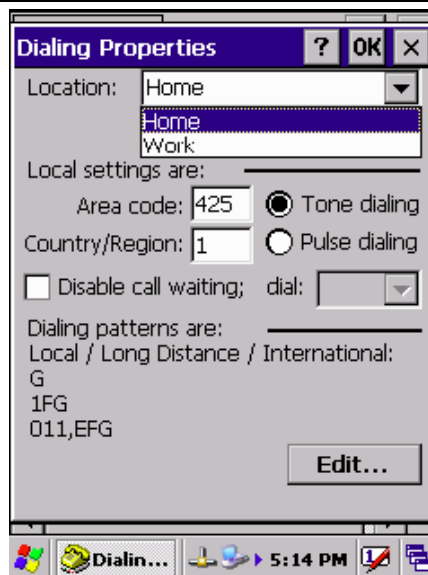 Dialing Properties ? OK ×
Location: Home
Home
Work
Local settings are:
Area code: 425 Tone dialing
Country/Region: 1 Pulse dialing
Disable call waiting; dial:
Dialing patterns are:
Local / Long Distance / International:
G
1FG
011,EFG
Edit...
Dialin... 5:14 PM